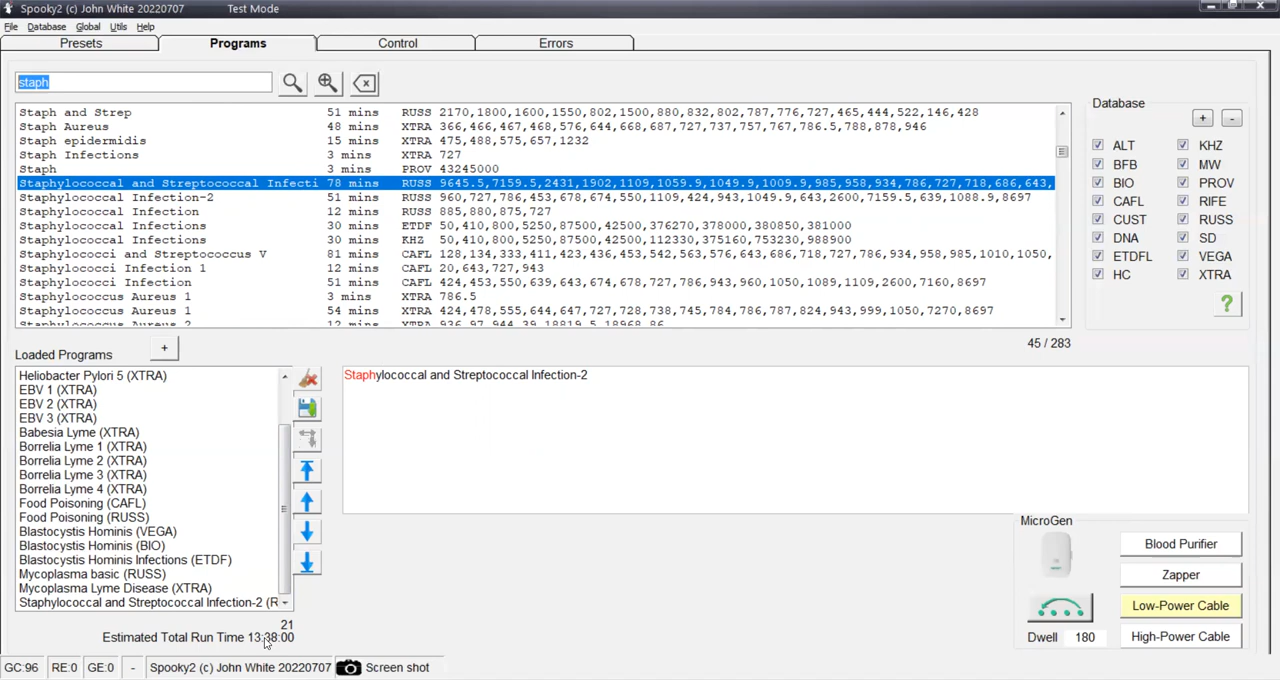 Spooky2 (c) John White 20220707 Test Mode
File Database Global Utils Help
Presets Programs Control Errors
staph
Staph and Strep 51 mins RUSS 2170,1800,1600,1550,802,1500,880,832,802,787,776,727,465,444,522,146,428
Staph Aureus 48 mins XTRA 366,466,467,468,576,644,668,687,727,737,757,767,786.5,788,878,946
Staph epidermidis 15 mins XTRA 475,488,575,657,1232
Staph Infections 3 mins XTRA 727
Staph 3 mins PROV 43245000
Staphylococcal and Streptococcal Infecti 78 mins RUSS 9645.5,7159.5,2431,1902,1109,1059.9,1049.9,1009.9,985,958,934,786,727,718,686,643,
Staphylococcal Infection-2 51 mins RUSS 960,727,786,453,678,674,550,1109,424,943,1049.9,643,2600,7159.5,639,1088.9,8697
Staphylococcal Infection 12 mins RUSS 885,880,875,727
Staphylococcal Infections 30 mins ETDF 50,410,800,5250,87500,42500,376270,378000,380850,381000
Staphylococcal Infections 30 mins KHZ 50,410,800,5250,87500,42500,112330,375160,753230,988900
Staphylococci and Streptococcus V 81 mins CAFL 128,134,333,411,423,436,453,542,563,576,643,686,718,727,786,934,958,985,1010,1050,
Staphylococci Infection 1 12 mins CAFL 20,643,727,943
Staphylococci Infection 51 mins CAFL 424,453,550,639,643,674,678,727,786,943,960,1050,1089,1109,2600,7160,8697
Staphylococcus Aureus 1 3 mins XTRA 786.5
Staphylococcus Aureus 1 54 mins XTRA 424,478,555,644,647,727,728,738,745,784,786,787,824,943,999,1050,7270,8697
Staphylococcus Aureus 2 12 mins XTRA 936.97,944.39,18819.5,18968.86
Database
+ -
ALT KHZ
BFB MW
BIO PROV
CAFL RIFE
CUST RUSS
DNA SD
ETDFL VEGA
HC XTRA
?
45 / 283
Loaded Programs +
Heliobacter Pylori 5 (XTRA)
EBV 1 (XTRA)
EBV 2 (XTRA)
EBV 3 (XTRA)
Babesia Lyme (XTRA)
Borrelia Lyme 1 (XTRA)
Borrelia Lyme 2 (XTRA)
Borrelia Lyme 3 (XTRA)
Borrelia Lyme 4 (XTRA)
Food Poisoning (CAFL)
Food Poisoning (RUSS)
Blastocystis Hominis (VEGA)
Blastocystis Hominis (BIO)
Blastocystis Hominis Infections (ETDF)
Mycoplasma basic (RUSS)
Mycoplasma Lyme Disease (XTRA)
Staphylococcal and Streptococcal Infection-2 (R
21
Estimated Total Run Time 13:38:00
Staphylococcal and Streptococcal Infection-2
MicroGen
Blood Purifier
Zapper
Low-Power Cable
Dwell 180 High-Power Cable
GC:96 RE:0 GE:0 - Spooky2 (c) John White 20220707 Screen shot